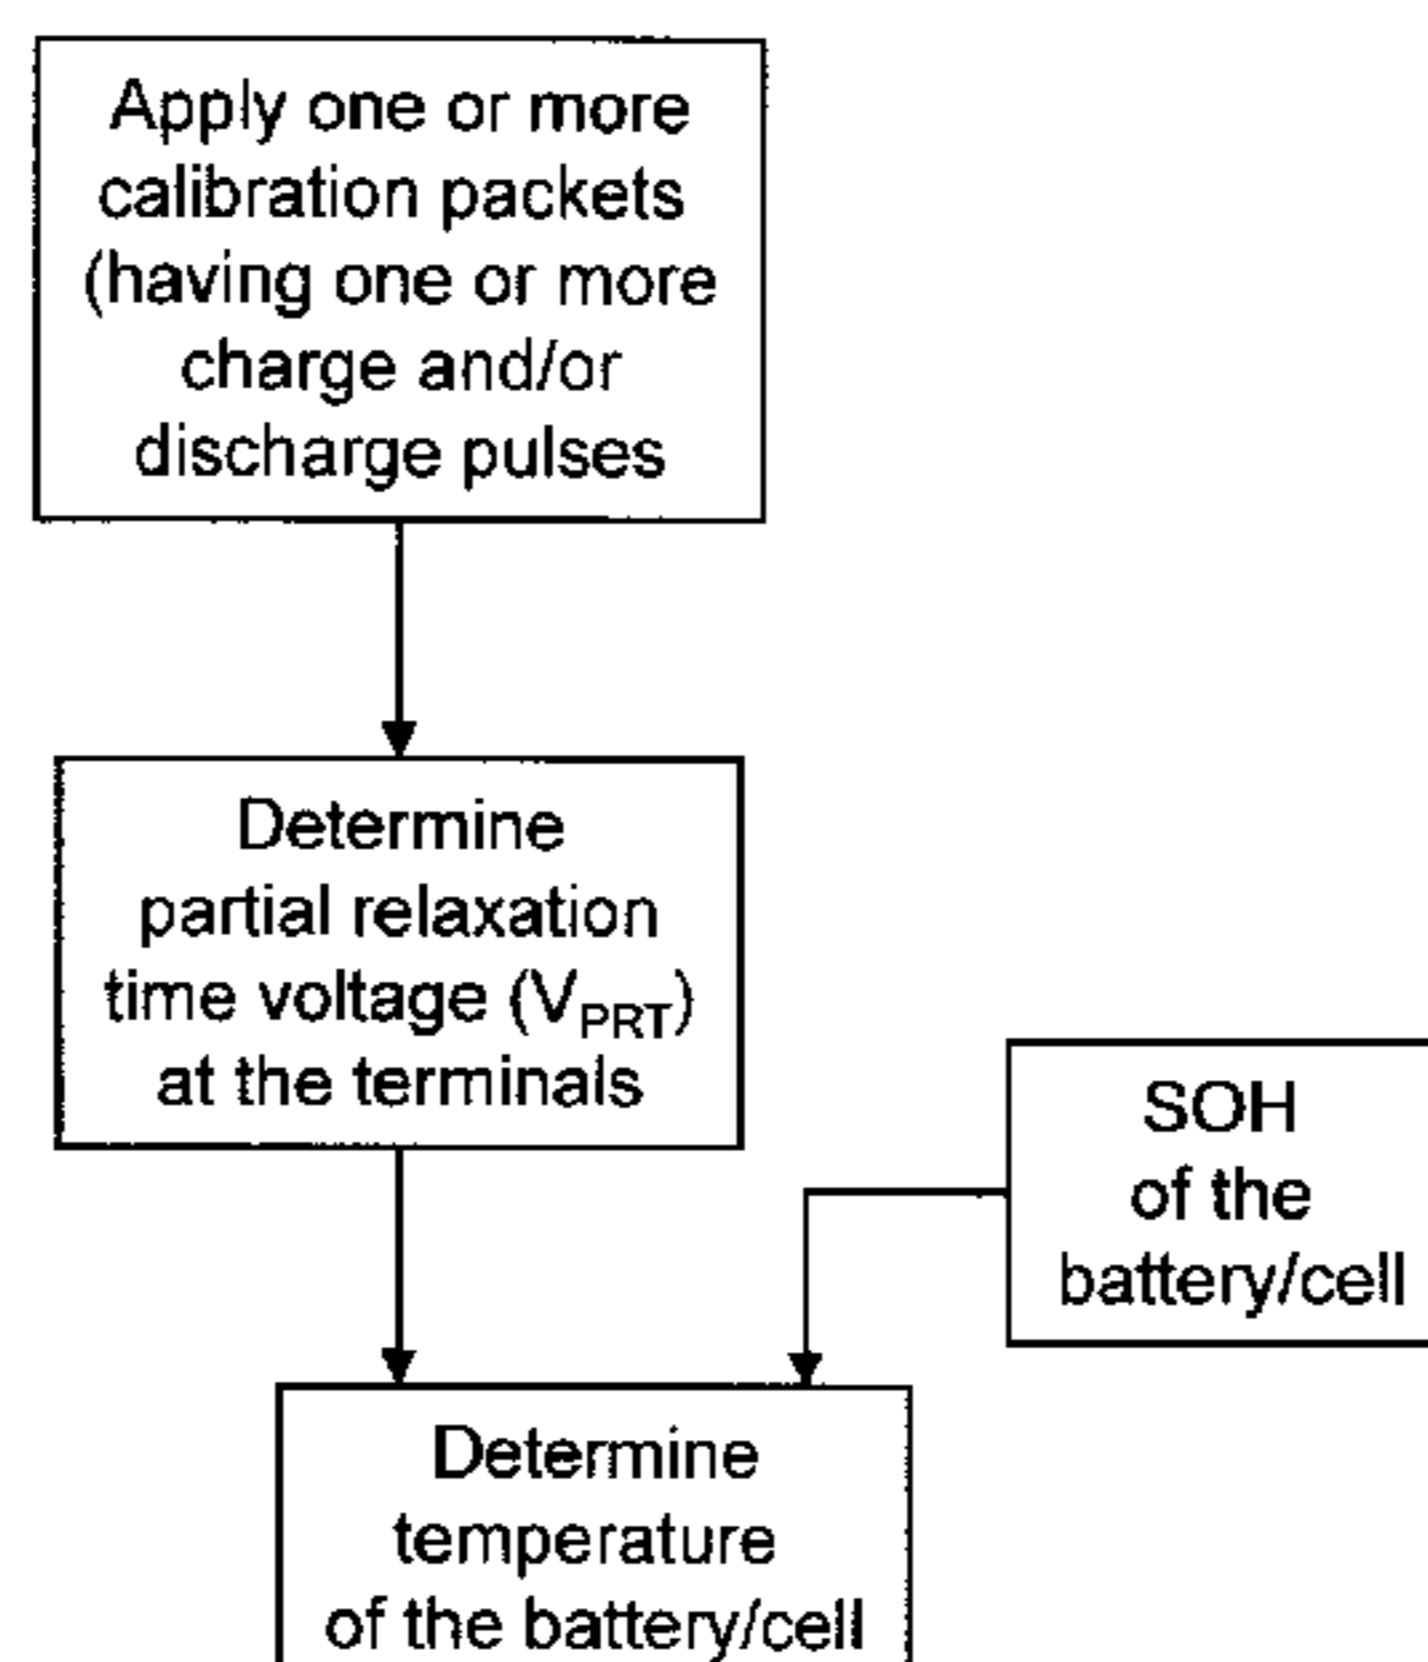 Apply one or more
calibration packets
(having one or more
charge and/or
discharge pulses
Determine
partial relaxation
time voltage (VPRT)
at the terminals
SOH
of the
battery/cell
Determine
temperature
of the battery/cell